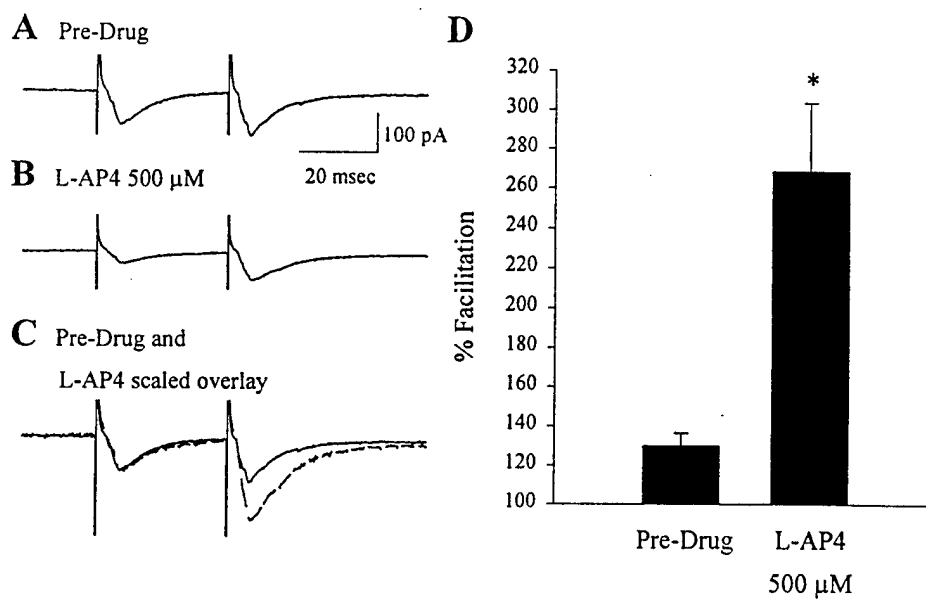 A Pre-Drug
100 pA
20 msec
B L-AP4 500 µM
C Pre-Drug and
L-AP4 scaled overlay
D
% Facilitation
320
300
280
260
240
220
200
180
160
140
130
120
100
*
Pre-Drug
L-AP4
500 µM